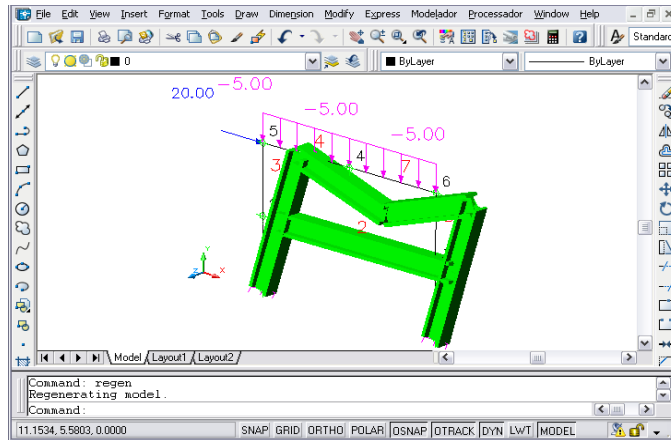 File Edit View Insert Format Tools Draw Dimension Modify Express Modelador Processador Window Help
Standard
0 ByLayer ByLayer
-5.00
20.00
-5.00
-5.00
5
4
4
7
3
6
2
Y
X
Z
Model Layout1 Layout2
Command: regen
Regenerating model.
Command:
11.1534, 5.5803, 0.0000 SNAP GRID ORTHO POLAR OSNAP OTRACK DYN LWT MODEL